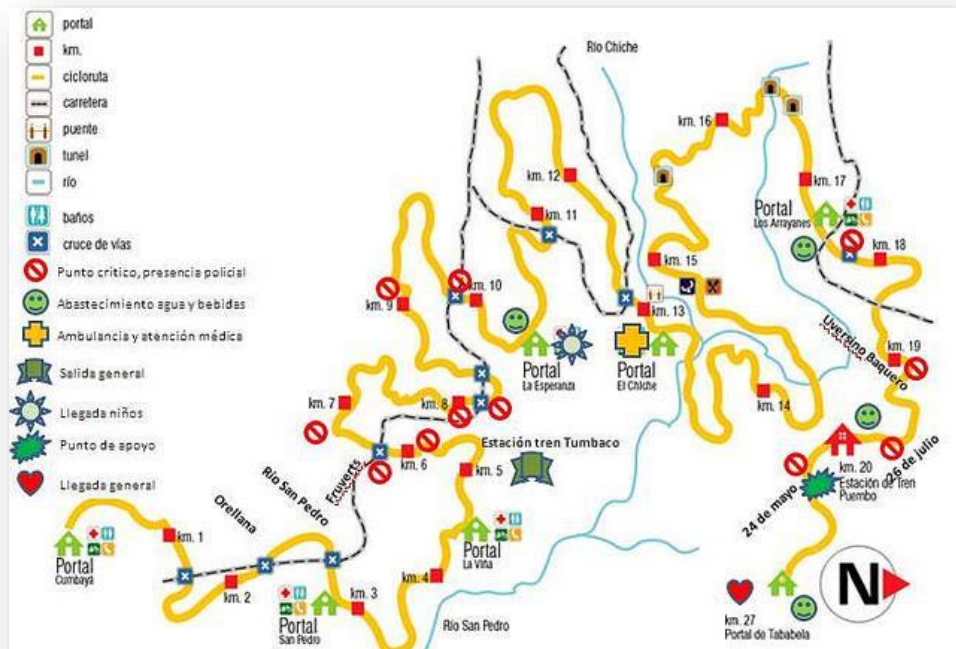 portal
km.
cicloruta
carretera
puente
tunel
río
baños
cruce de vías
Punto critico, presencia policial
Abastecimiento agua y bebidas
Ambulancia y atención médica
Salida general
Llegada niños
Punto de apoyo
Llegada general
Río Chiche
km. 16
km. 12
km. 17
km. 11
Portal
Los Arrayanes
km. 18
km. 15
km. 10
km. 9
km. 13
Uversino Baquero
km. 19
Portal
La Esperanza
Portal
El Chiche
km. 7
km. 8
km. 14
Estación tren Tumbaco
km. 6
km. 5
Fruverts
Río San Pedro
Orellana
km. 20
Estación de Tren
Puembo
26 de julio
24 de mayo
km. 1
Portal
Cumbayá
Portal
La Viña
km. 2
km. 4
km. 3
Portal
San Pedro
Río San Pedro
N
km. 27
Portal de Tababela